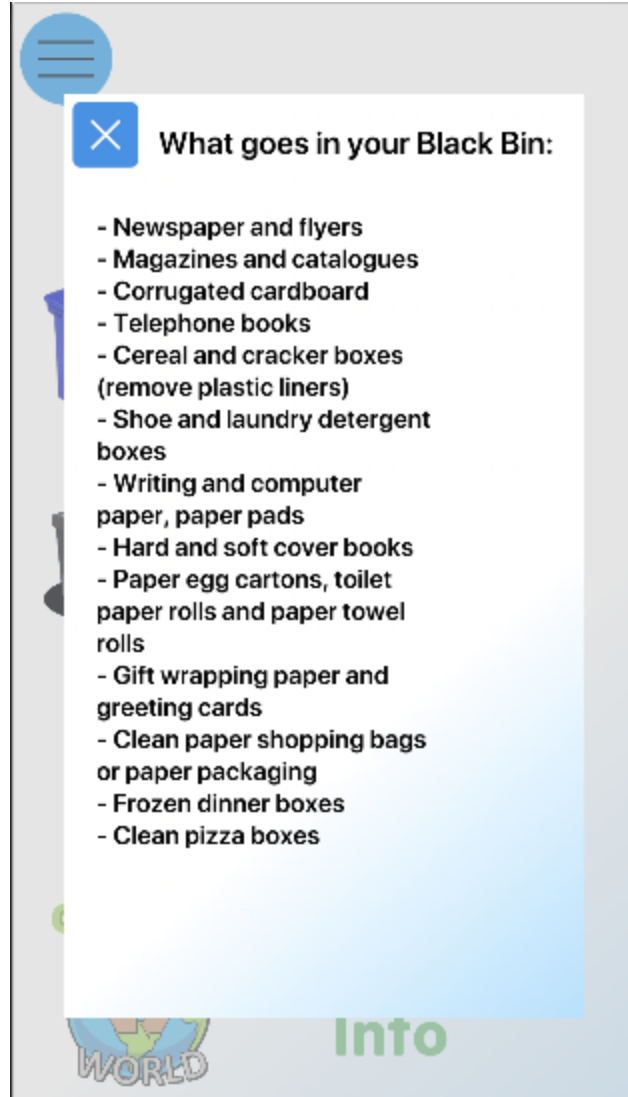 What goes in your Black Bin:
- Newspaper and flyers
- Magazines and catalogues
- Corrugated cardboard
- Telephone books
- Cereal and cracker boxes
(remove plastic liners)
- Shoe and laundry detergent
boxes
- Writing and computer
paper, paper pads
- Hard and soft cover books
- Paper egg cartons, toilet
paper rolls and paper towel
rolls
- Gift wrapping paper and
greeting cards
- Clean paper shopping bags
or paper packaging
- Frozen dinner boxes
- Clean pizza boxes
Info
WORLD